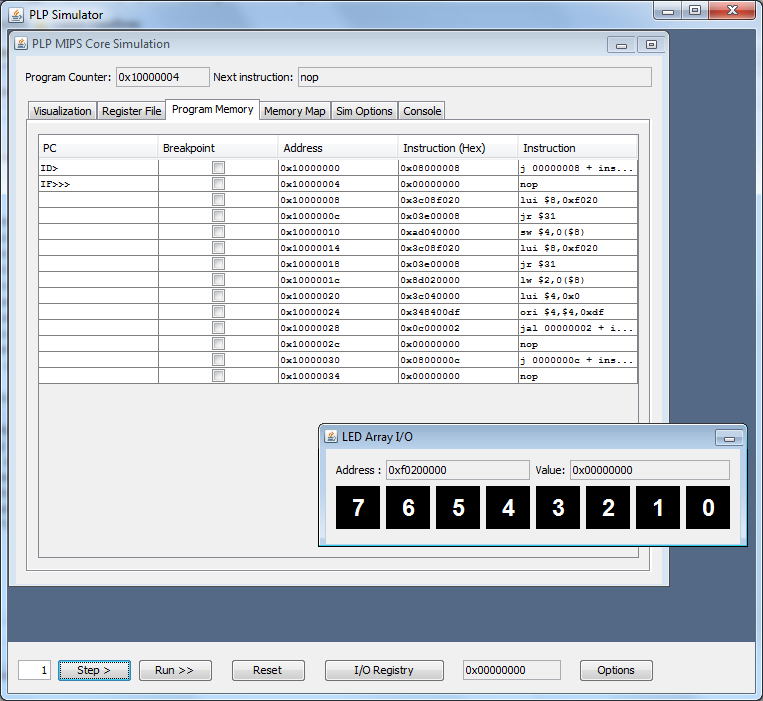 PLP Simulator
PLP MIPS Core Simulation
Program Counter: 0x10000004 Next instruction: nop
Visualization Register File Program Memory Memory Map Sim Options Console
PC Breakpoint Address Instruction (Hex) Instruction
ID> 0x10000000 0x08000008 j 00000008 + ins...
IF>>> 0x10000004 0x00000000 nop
0x10000008 0x3c08f020 lui $8,0xf020
0x1000000c 0x03e00008 jr $31
0x10000010 0xad040000 sw $4,0($8)
0x10000014 0x3c08f020 lui $8,0xf020
0x10000018 0x03e00008 jr $31
0x1000001c 0x8d020000 lw $2,0($8)
0x10000020 0x3c040000 lui $4,0x0
0x10000024 0x348400df ori $4,$4,0xdf
0x10000028 0x0c000002 jal 00000002 + i...
0x1000002c 0x00000000 nop
0x10000030 0x0800000c j 0000000c + ins...
0x10000034 0x00000000 nop
LED Array I/O
Address : 0xf0200000 Value: 0x00000000
7 6 5 4 3 2 1 0
1 Step > Run >> Reset I/O Registry 0x00000000 Options